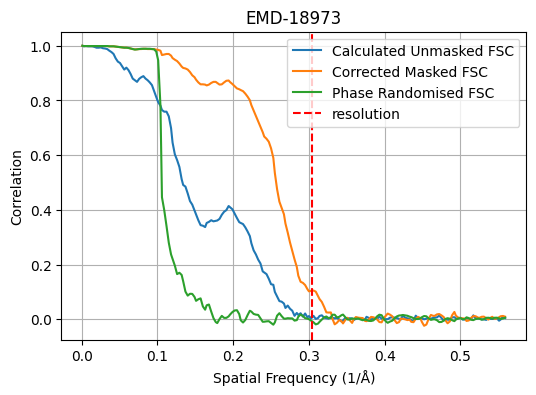 EMD-18973
Calculated Unmasked FSC
Corrected Masked FSC
Phase Randomised FSC
resolution
1.0
0.8
0.6
0.4
0.2
0.0
Correlation
0.0 0.1 0.2 0.3 0.4 0.5
Spatial Frequency (1/Å)